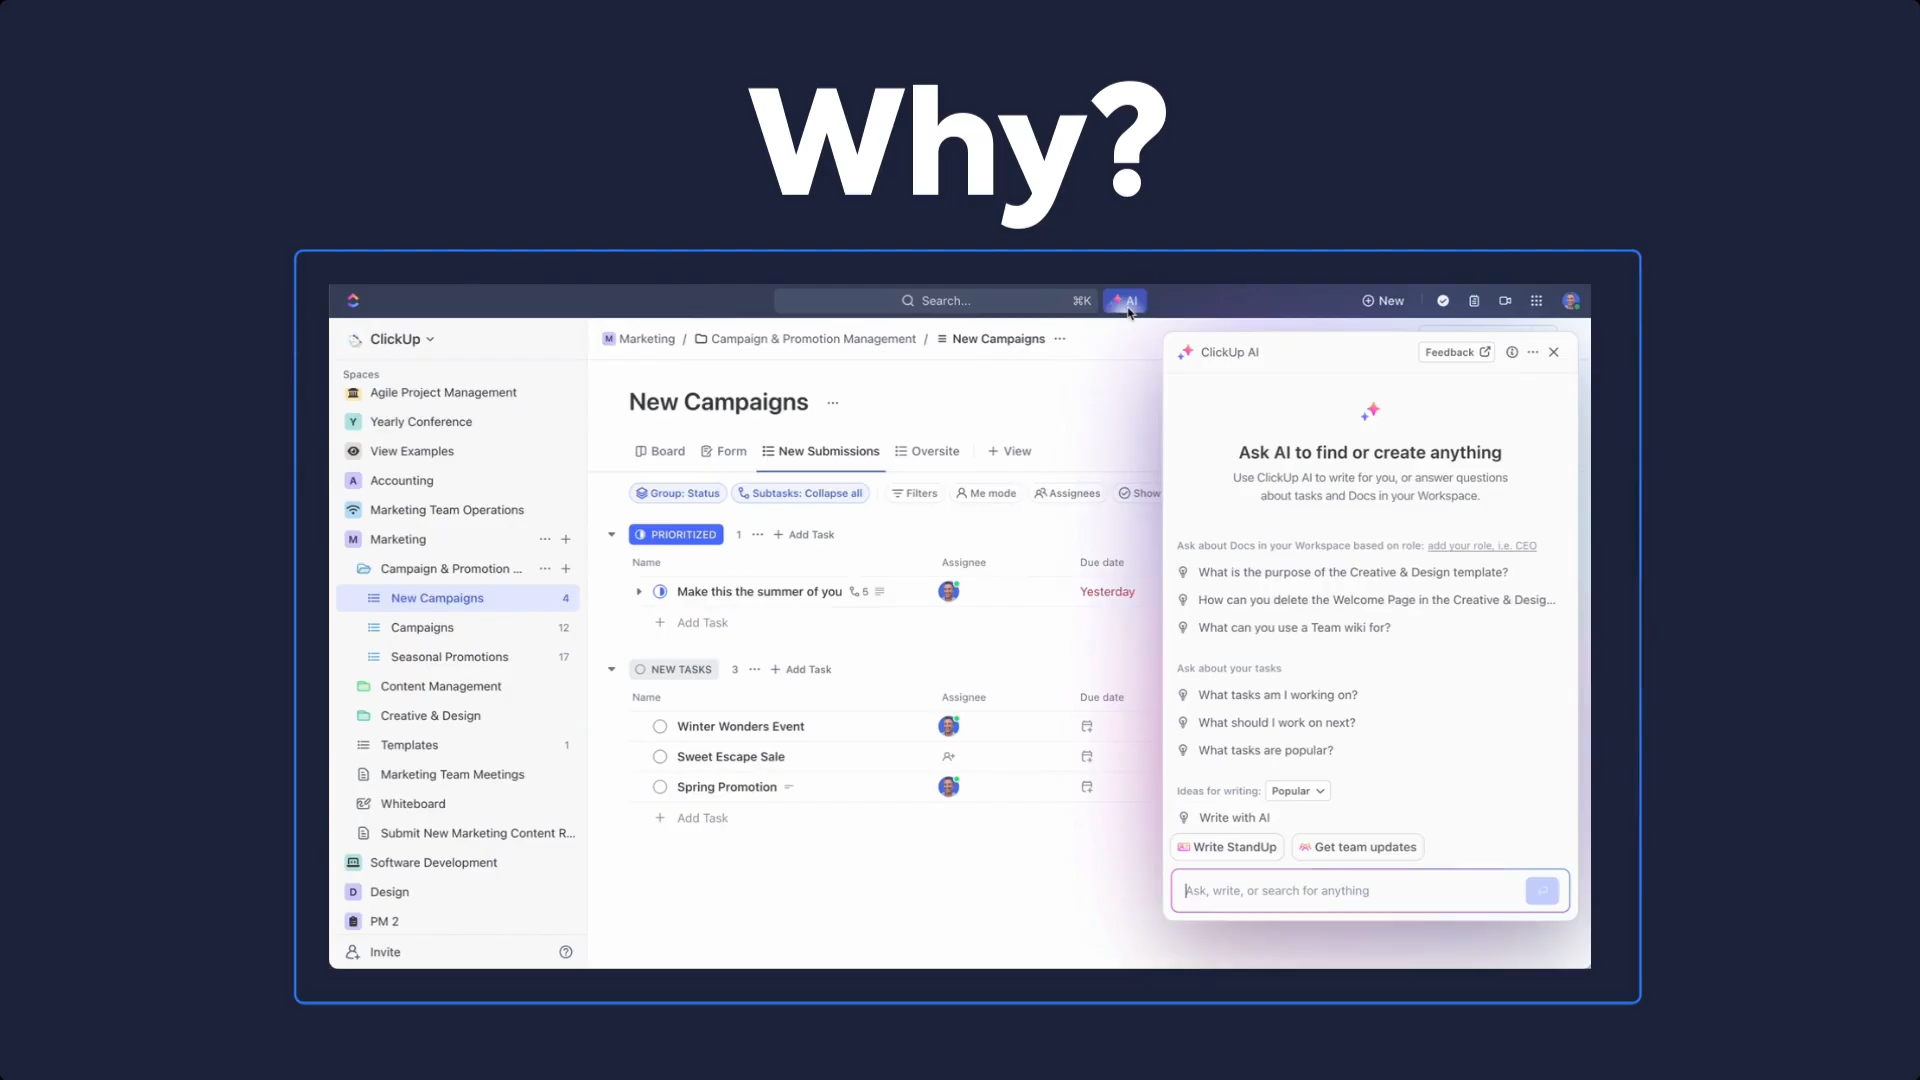 Why?
Search...
⌘K
AI
New
ClickUp
Spaces
Agile Project Management
Y Yearly Conference
View Examples
A Accounting
Marketing Team Operations
M Marketing
Campaign & Promotion ...
New Campaigns 4
Campaigns 12
Seasonal Promotions 17
Content Management
Creative & Design
Templates 1
Marketing Team Meetings
Whiteboard
Submit New Marketing Content R...
Software Development
D Design
PM 2
Invite
M Marketing / Campaign & Promotion Management / New Campaigns ...
New Campaigns ...
Board Form New Submissions Oversite + View
Group: Status Subtasks: Collapse all Filters Me mode Assignees Show
PRIORITIZED 1 ... + Add Task
Name Assignee Due date
Make this the summer of you 5 Yesterday
+ Add Task
NEW TASKS 3 ... + Add Task
Name Assignee Due date
Winter Wonders Event
Sweet Escape Sale
Spring Promotion
+ Add Task
ClickUp AI
Feedback
Ask AI to find or create anything
Use ClickUp AI to write for you, or answer questions
about tasks and Docs in your Workspace.
Ask about Docs in your Workspace based on role: add your role, i.e. CEO
What is the purpose of the Creative & Design template?
How can you delete the Welcome Page in the Creative & Desig...
What can you use a Team wiki for?
Ask about your tasks
What tasks am I working on?
What should I work on next?
What tasks are popular?
Ideas for writing: Popular
Write with AI
Write StandUp Get team updates
Ask, write, or search for anything